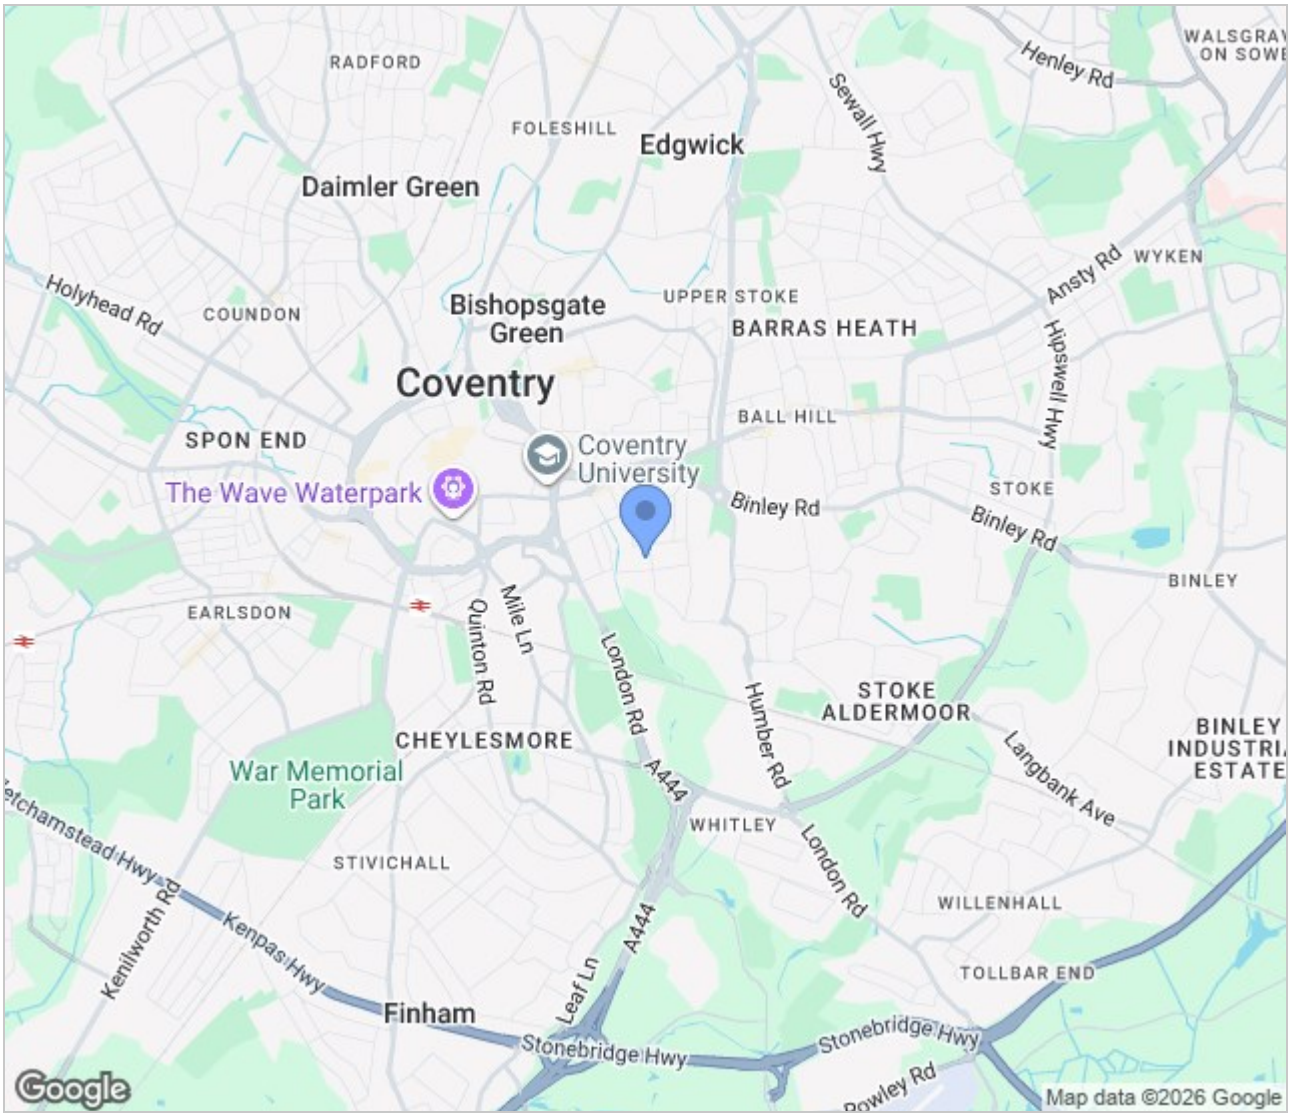 WALSGRAV
ON SOWE
Henley Rd
RADFORD
Sewall Hwy
FOLESHILL
Edgwick
Daimler Green
Ansty Rd
WYKEN
Holyhead Rd
COUNDON
Bishopsgate
Green
UPPER STOKE
BARRAS HEATH
Hipswell Hwy
Coventry
BALL HILL
SPON END
Coventry
University
The Wave Waterpark
Binley Rd
STOKE
Binley Rd
BINLEY
EARLSDON
Mile Ln
Quinton Rd
London Rd
Humber Rd
STOKE
ALDERMOOR
CHEYLESMORE
Langbank Ave
BINLEY
INDUSTRIA
ESTATE
War Memorial
Park
A444
etchamstead Hwy
WHITLEY
London Rd
STIVICHALL
Kenilworth Rd
Kenpas Hwy
A444
WILLENHALL
TOLLBAR END
Leaf Ln
Finham
Stonebridge Hwy
Stonebridge Hwy
Rowley Rd
Google
Map data ©2026 Google